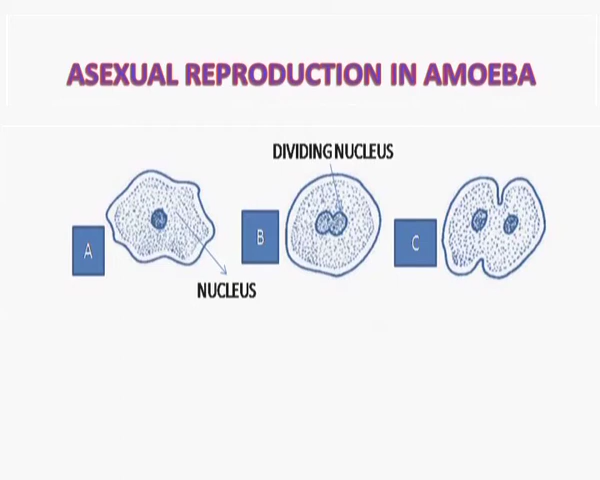 ASEXUAL REPRODUCTION IN AMOEBA
DIVIDING NUCLEUS
A
B
C
NUCLEUS